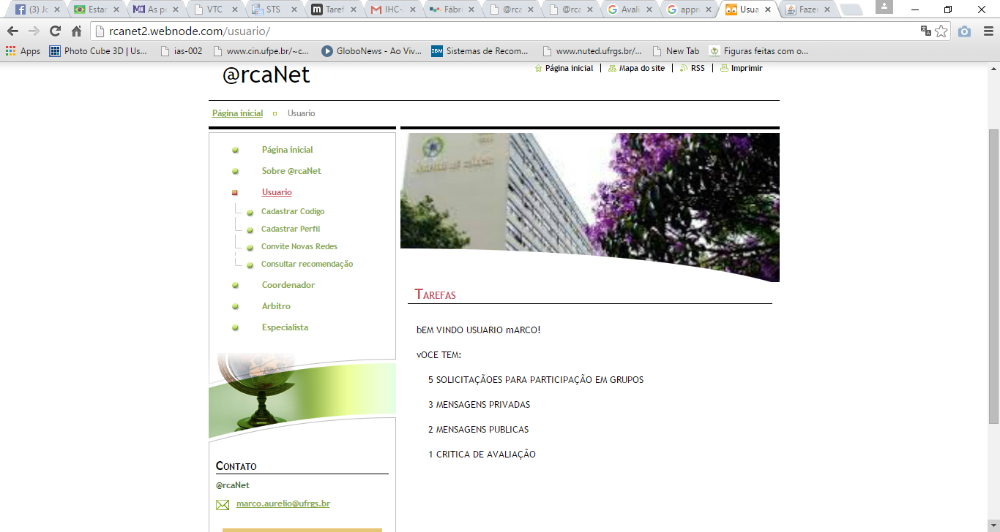 (3) Jo
Estar
As pe
VTC
STS
Taref
IHC-,
Fábri
@rca
@rca
Avali
appro
Usua
Fazer
rcanet2.webnode.com/usuario/
Apps
Photo Cube 3D | Us...
ias-002
www.cin.ufpe.br/~c...
GloboNews - Ao Viv...
IBM Sistemas de Recom...
www.nuted.ufrgs.br/...
New Tab
Figuras feitas com o...
@rcaNet
Página inicial | Mapa do site | RSS | Imprimir
Página inicial Usuario
Página inicial
Sobre @rcaNet
Usuario
Cadastrar Codigo
Cadastrar Perfil
Convite Novas Redes
Consultar recomendação
Coordenador
Arbitro
Especialista
Contato
@rcaNet
marco.aurelio@ufrgs.br
Tarefas
bEM VINDO USUARIO mARCO!
vOCE TEM:
5 SOLICITAÇÃOES PARA PARTICIPAÇÃO EM GRUPOS
3 MENSAGENS PRIVADAS
2 MENSAGENS PUBLICAS
1 CRITICA DE AVALIAÇÃO